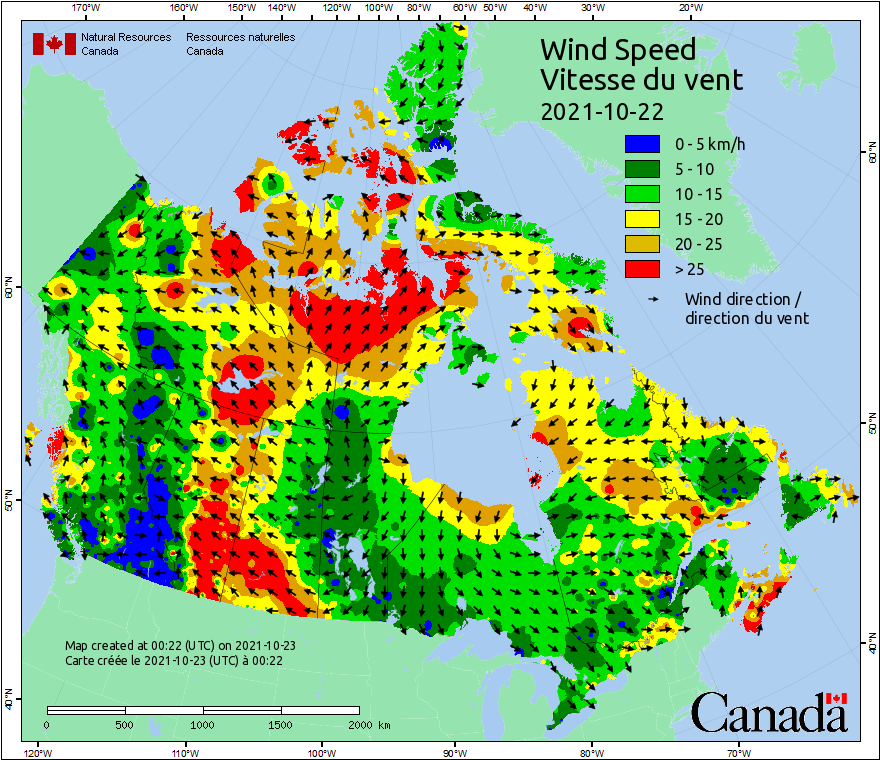 170°W 160°W 150°W 140°W 120°W 100°W 80°W 60°W 50°W 40°W 30°W 20°W
Natural Resources Ressources naturelles
Canada Canada
Wind Speed
Vitesse du vent
2021-10-22
0 - 5 km/h
5 - 10
10 - 15
15 - 20
20 - 25
> 25
Wind direction /
direction du vent
60°N 60°N
50°N 50°N
40°N 40°N
Map created at 00:22 (UTC) on 2021-10-23
Carte créée le 2021-10-23 (UTC) à 00:22
0 500 1000 1500 2000 km
Canada
120°W 110°W 100°W 90°W 80°W 70°W